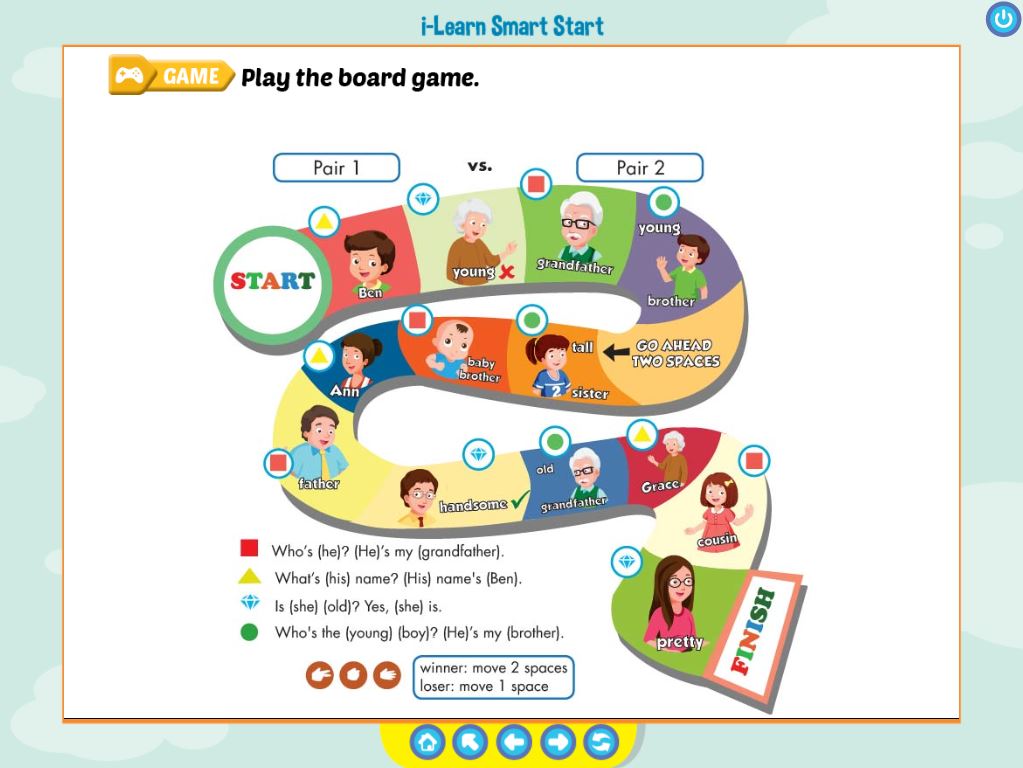 i-Learn Smart Start
GAME Play the board game.
Pair 1 vs. Pair 2
START
Ben
young
grandfather
young
brother
GO AHEAD
TWO SPACES
tall
2
sister
baby
brother
Ann
father
handsome
old
grandfather
Grace
cousin
pretty
FINISH
Who's (he)? (He)'s my (grandfather).
What's (his) name? (His) name's (Ben).
Is (she) (old)? Yes, (she) is.
Who's the (young) (boy)? (He)'s my (brother).
winner: move 2 spaces
loser: move 1 space